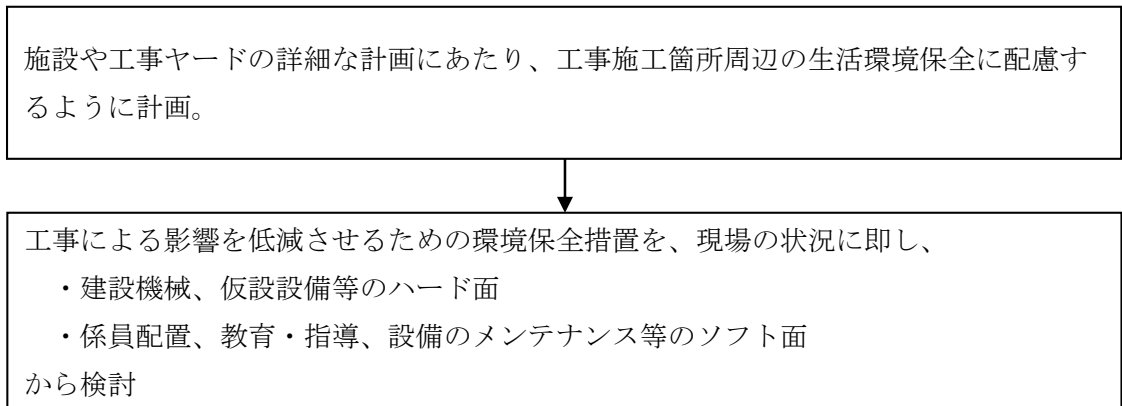 施設や工事ヤードの詳細な計画にあたり、工事施工箇所周辺の生活環境保全に配慮す
るように計画。
工事による影響を低減させるための環境保全措置を、現場の状況に即し、
・建設機械、仮設設備等のハード面
・係員配置、教育・指導、設備のメンテナンス等のソフト面
から検討